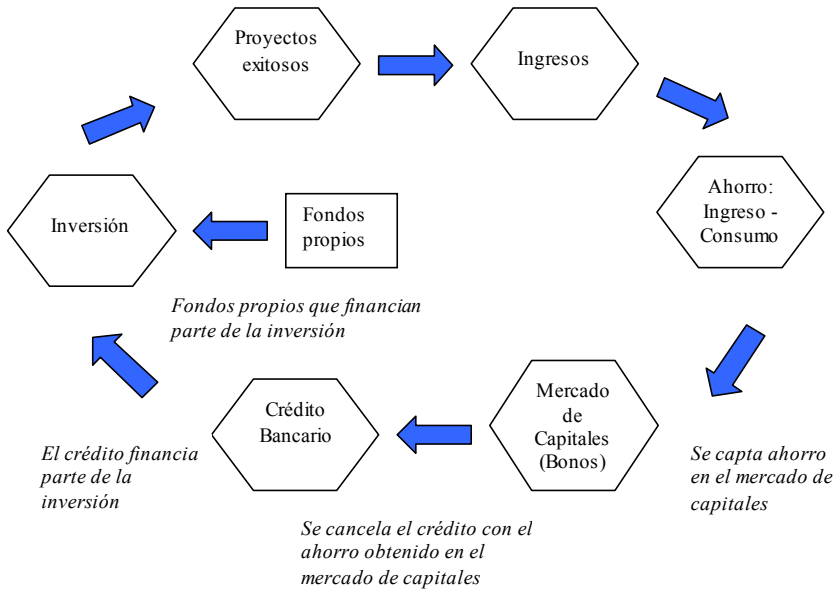 Proyectos
exitosos
Ingresos
Ahorro:
Ingreso -
Consumo
Inversión
Fondos
propios
Fondos propios que financian
parte de la inversión
Mercado
de
Capitales
(Bonos)
Crédito
Bancario
El crédito financia
parte de la
inversión
Se capta ahorro
en el mercado de
capitales
Se cancela el crédito con el
ahorro obtenido en el
mercado de capitales